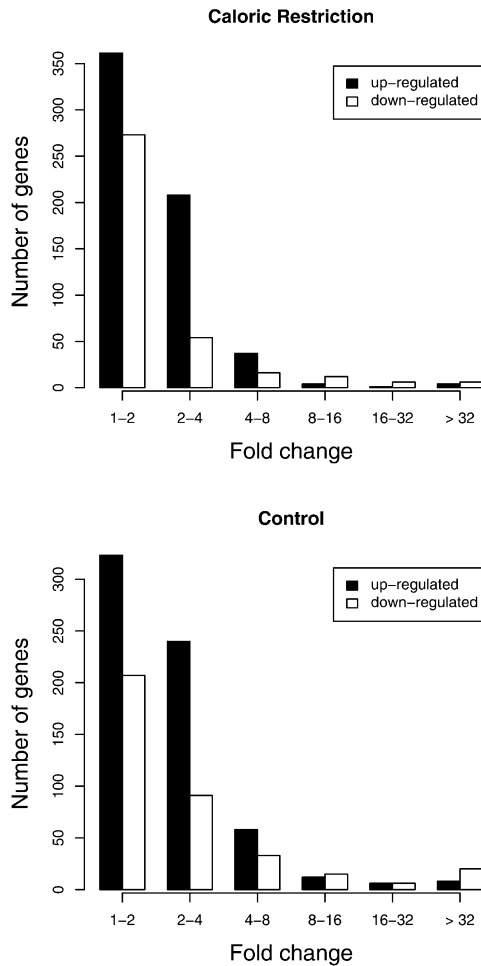 Caloric Restriction
up−regulated
down−regulated
Number of genes
350
300
250
200
150
100
50
0
1−2 2−4 4−8 8−16 16−32 > 32
Fold change
Control
up−regulated
down−regulated
Number of genes
300
250
200
150
100
50
0
1−2 2−4 4−8 8−16 16−32 > 32
Fold change